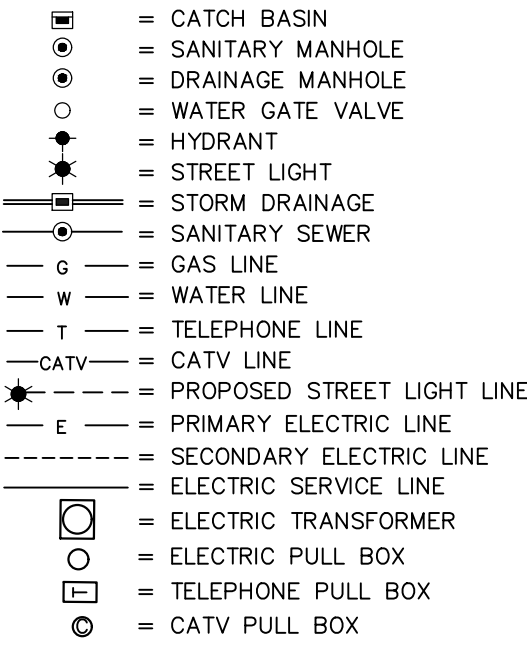 = CATCH BASIN
= SANITARY MANHOLE
= DRAINAGE MANHOLE
= WATER GATE VALVE
= HYDRANT
= STREET LIGHT
= STORM DRAINAGE
= SANITARY SEWER
G = GAS LINE
W = WATER LINE
T = TELEPHONE LINE
CATV = CATV LINE
= PROPOSED STREET LIGHT LINE
E = PRIMARY ELECTRIC LINE
= SECONDARY ELECTRIC LINE
= ELECTRIC SERVICE LINE
= ELECTRIC TRANSFORMER
= ELECTRIC PULL BOX
T = TELEPHONE PULL BOX
© = CATV PULL BOX